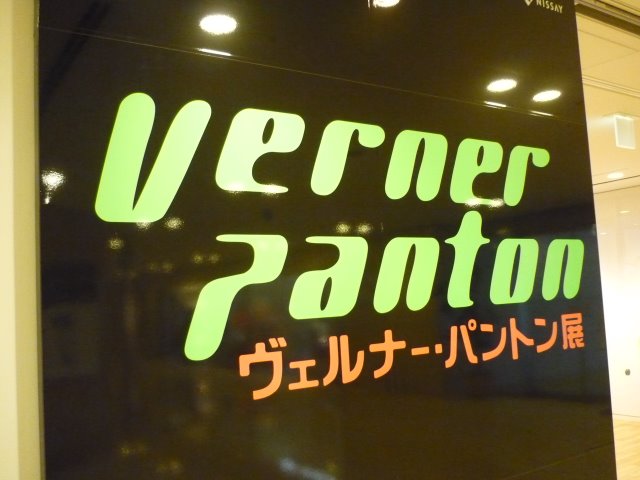 NISSAY
verner
panton
ヴェルナー・パントン展